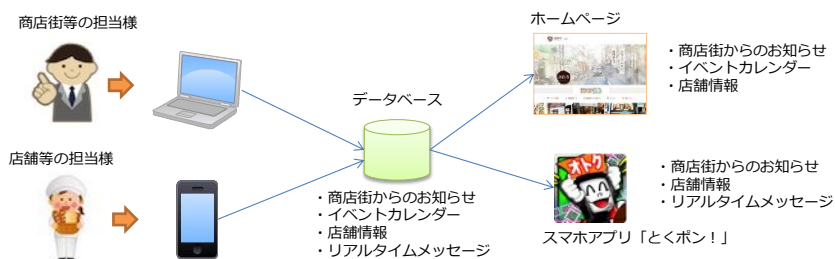 商店街等の担当様
店舗等の担当様
データベース
・商店街からのお知らせ
・イベントカレンダー
・店舗情報
・リアルタイムメッセージ
ホームページ
・商店街からのお知らせ
・イベントカレンダー
・店舗情報
オトク
・商店街からのお知らせ
・店舗情報
・リアルタイムメッセージ
スマホアプリ「とくポン！」